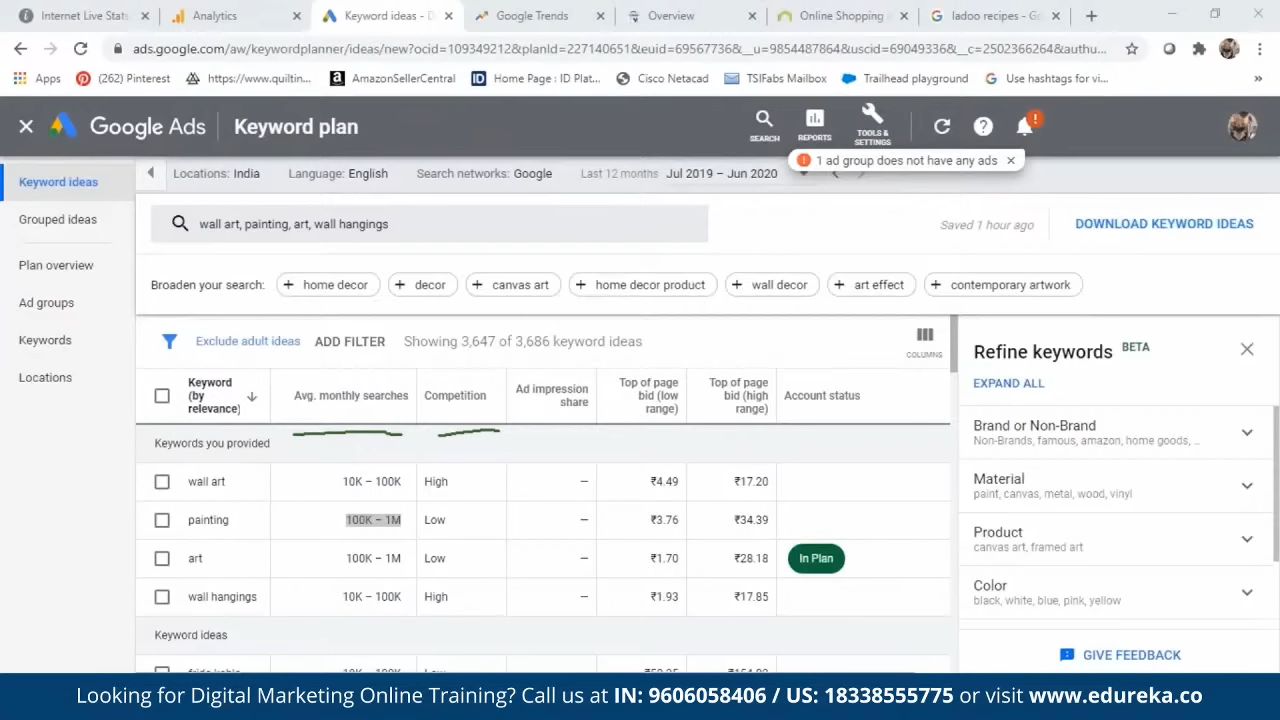 Internet Live Stats
Analytics
Keyword ideas - D
Google Trends
Overview
Online Shopping
ladoo recipes - Go
ads.google.com/aw/keywordplanner/ideas/new?ocid=109349212&planId=227140651&euid=69567736&__u=9854487864&uscid=69049336&__c=2502366264&authu...
Apps
(262) Pinterest
https://www.quiltin...
AmazonSellerCentral
Home Page : ID Plat...
Cisco Netacad
TSIFabs Mailbox
Trailhead playground
Use hashtags for vi...
Google Ads
Keyword plan
SEARCH
REPORTS
TOOLS &
SETTINGS
1 ad group does not have any ads
Keyword ideas
Grouped ideas
Plan overview
Ad groups
Keywords
Locations
Locations: India
Language: English
Search networks: Google
Last 12 months Jul 2019 – Jun 2020
wall art, painting, art, wall hangings
Saved 1 hour ago
DOWNLOAD KEYWORD IDEAS
Broaden your search: + home decor + decor + canvas art + home decor product + wall decor + art effect + contemporary artwork
Exclude adult ideas ADD FILTER Showing 3,647 of 3,686 keyword ideas
COLUMNS
Keyword
(by
relevance)
Avg. monthly searches
Competition
Ad impression
share
Top of page
bid (low
range)
Top of page
bid (high
range)
Account status
Keywords you provided
wall art 10K – 100K High – ₹4.49 ₹17.20
painting 100K – 1M Low – ₹3.76 ₹34.39
art 100K – 1M Low – ₹1.70 ₹28.18 In Plan
wall hangings 10K – 100K High – ₹1.93 ₹17.85
Keyword ideas
Refine keywords BETA
EXPAND ALL
Brand or Non-Brand
Non-Brands, famous, amazon, home goods, ...
Material
paint, canvas, metal, wood, vinyl
Product
canvas art, framed art
Color
black, white, blue, pink, yellow
GIVE FEEDBACK
Looking for Digital Marketing Online Training? Call us at IN: 9606058406 / US: 18338555775 or visit www.edureka.co